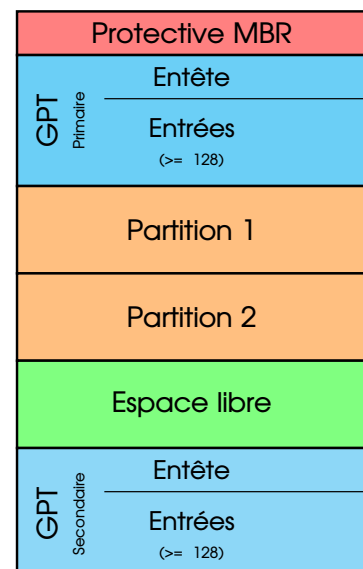 Protective MBR
GPT
Primaire
Entête
Entrées
(>= 128)
Partition 1
Partition 2
Espace libre
GPT
Secondaire
Entête
Entrées
(>= 128)